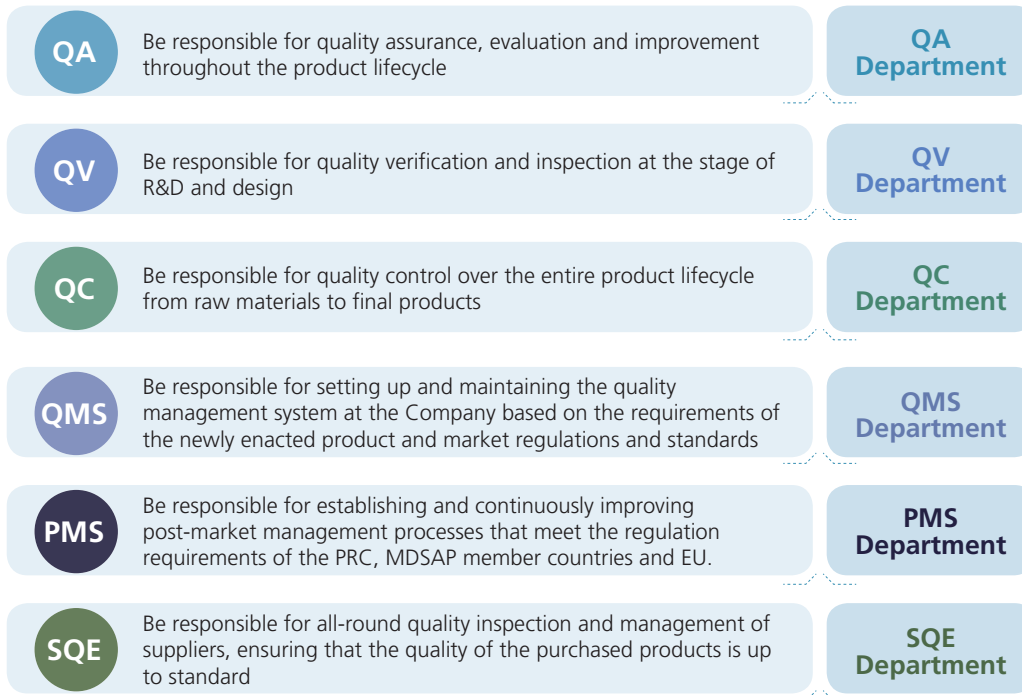 QA
Be responsible for quality assurance, evaluation and improvement
throughout the product lifecycle
QA
Department
QV
Be responsible for quality verification and inspection at the stage of
R&D and design
QV
Department
QC
Be responsible for quality control over the entire product lifecycle
from raw materials to final products
QC
Department
QMS
Be responsible for setting up and maintaining the quality
management system at the Company based on the requirements of
the newly enacted product and market regulations and standards
QMS
Department
PMS
Be responsible for establishing and continuously improving
post-market management processes that meet the regulation
requirements of the PRC, MDSAP member countries and EU.
PMS
Department
SQE
Be responsible for all-round quality inspection and management of
suppliers, ensuring that the quality of the purchased products is up
to standard
SQE
Department